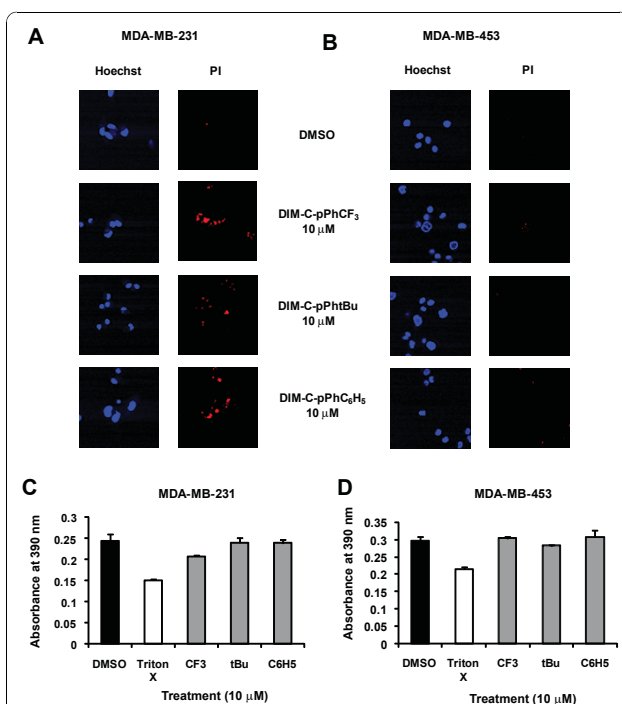 A
MDA-MB-231
B
MDA-MB-453
Hoechst
PI
Hoechst
PI
DMSO
DIM-C-pPhCF₃
10 µM
DIM-C-pPhtBu
10 µM
DIM-C-pPhC₆H₅
10 µM
C
MDA-MB-231
D
MDA-MB-453
Absorbance at 390 nm
0.25
0.2
0.15
0.1
0.05
0
DMSO
Triton
X
CF3
tBu
C6H5
Treatment (10 µM)
Absorbance at 390 nm
0.35
0.3
0.25
0.2
0.15
0.1
0.05
0
DMSO
Triton
X
CF3
tBu
C6H5
Treatment (10 µM)